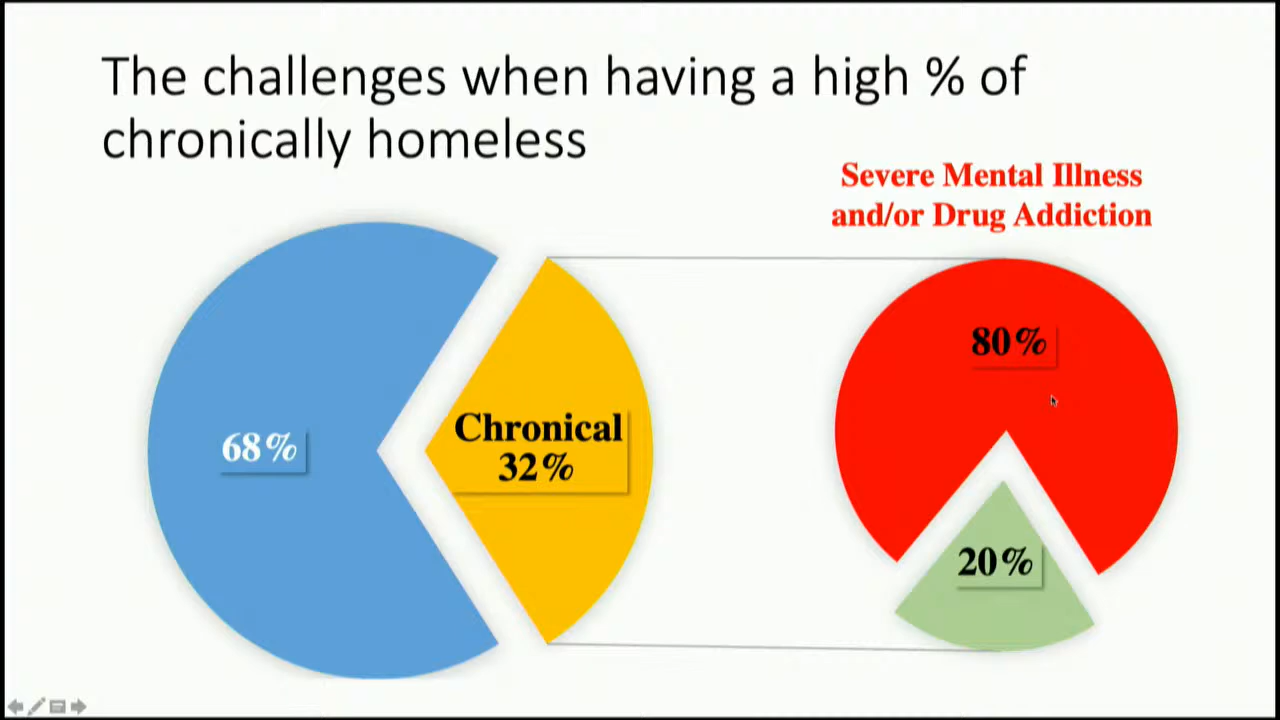 The challenges when having a high % of
chronically homeless
Severe Mental Illness
and/or Drug Addiction
68%
Chronical
32%
80%
20%